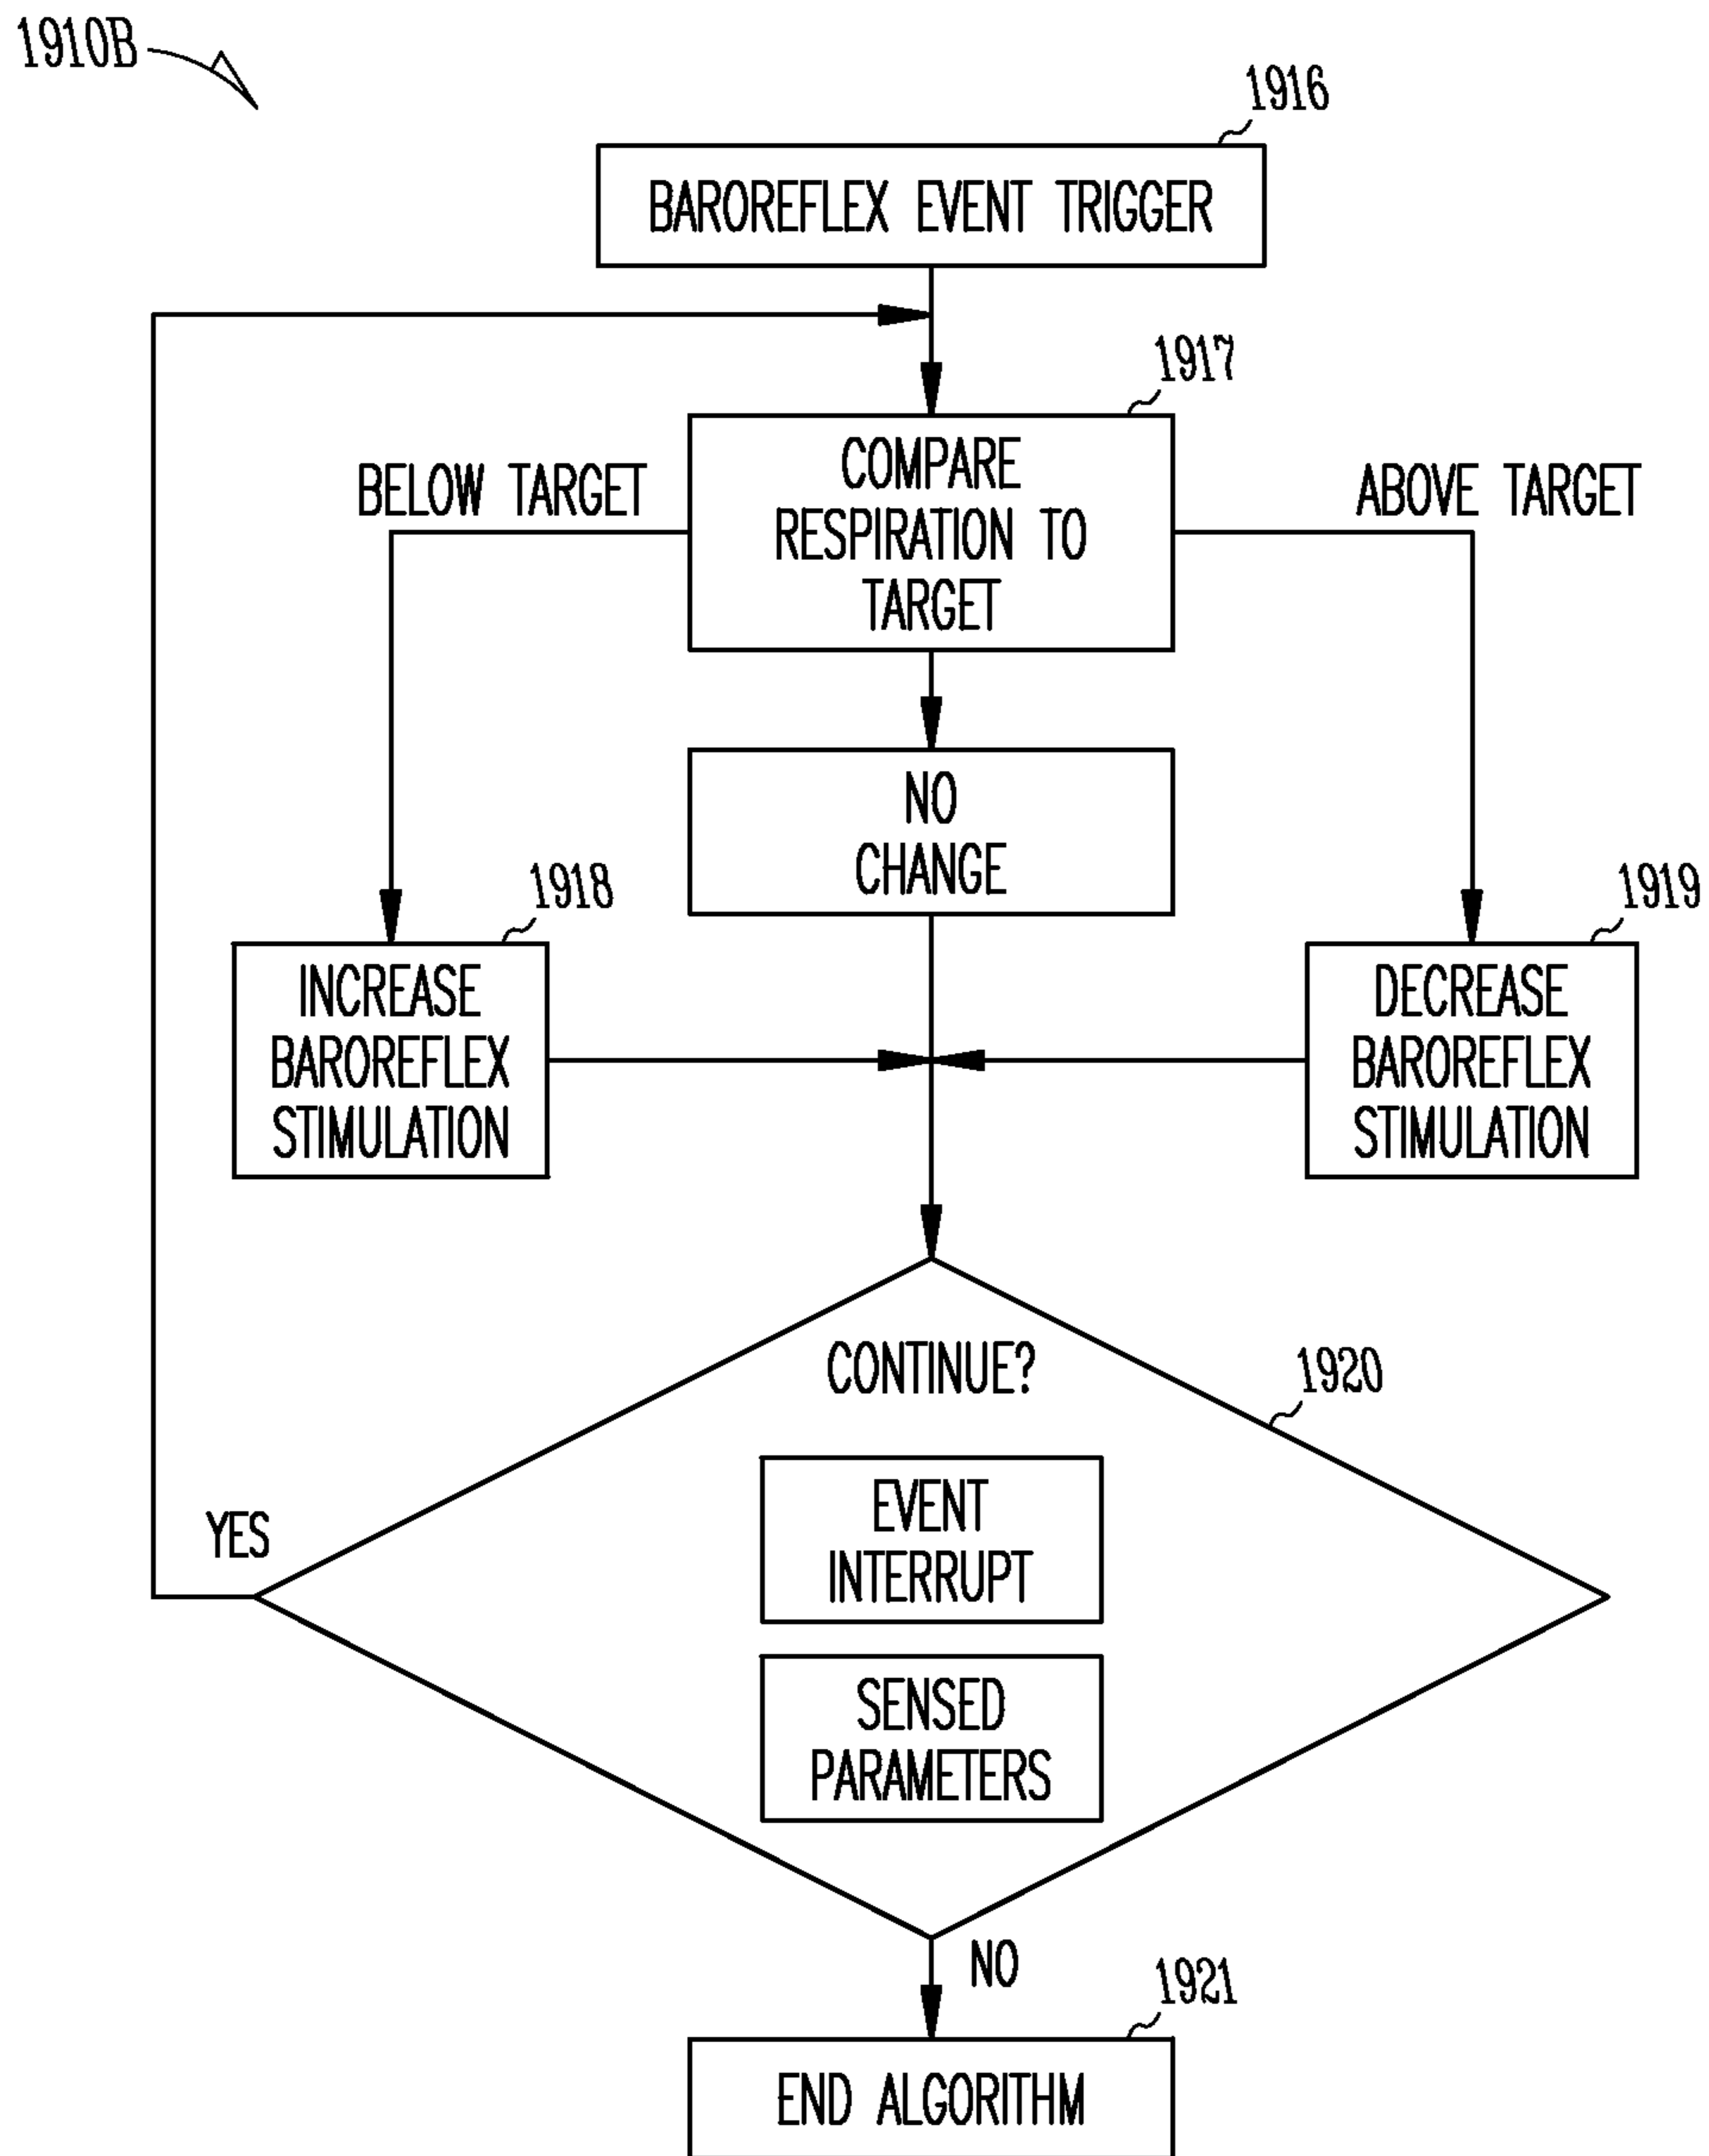 1910B
1916
BAROREFLEX EVENT TRIGGER
1917
COMPARE
RESPIRATION TO
TARGET
BELOW TARGET
ABOVE TARGET
NO
CHANGE
1918
INCREASE
BAROREFLEX
STIMULATION
1919
DECREASE
BAROREFLEX
STIMULATION
CONTINUE?
1920
EVENT
INTERRUPT
YES
SENSED
PARAMETERS
NO
1921
END ALGORITHM